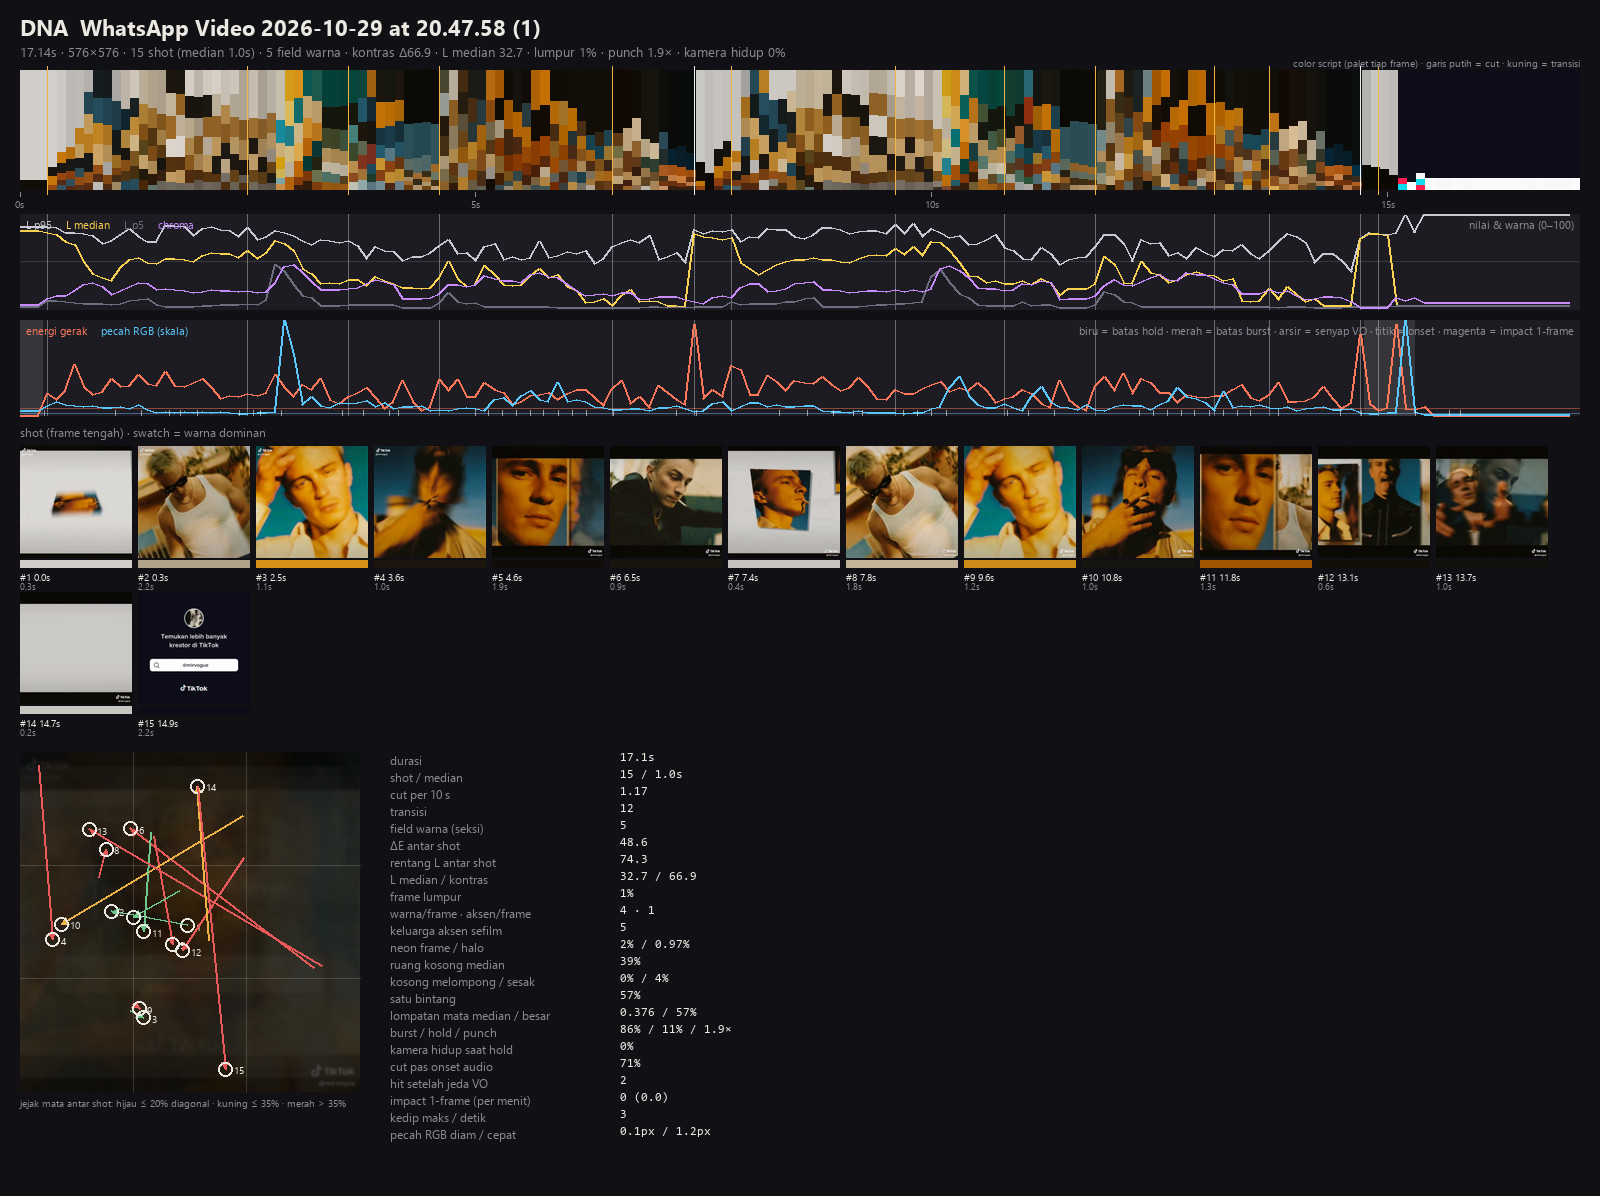 DNA WhatsApp Video 2026-10-29 at 20.47.58 (1)
17.14s · 576×576 · 15 shot (median 1.0s) · 5 field warna · kontras Δ66.9 · L median 32.7 · lumpur 1% · punch 1.9× · kamera hidup 0%
color script (palet tiap frame) · garis putih = cut · kuning = transisi
0s 5s 10s 15s
L p95 L median L p5 chroma nilai & warna (0–100)
energi gerak pecah RGB (skala) biru = batas hold · merah = batas burst · arsir = senyap VO · titik = onset · magenta = impact 1-frame
shot (frame tengah) · swatch = warna dominan
#1 0.0s #2 0.3s #3 2.5s #4 3.6s #5 4.6s #6 6.5s #7 7.4s #8 7.8s #9 9.6s #10 10.8s #11 11.8s #12 13.1s #13 13.7s
0.3s 2.2s 1.1s 1.0s 1.9s 0.9s 0.4s 1.8s 1.2s 1.0s 1.3s 0.6s 1.0s
Temukan lebih banyak
kreator di TikTok
@mirvogue
TikTok
#14 14.7s #15 14.9s
0.2s 2.2s
14
13
6
8
2
10
11
4
12
9
3
15
TikTok
jejak mata antar shot: hijau ≤ 20% diagonal · kuning ≤ 35% · merah > 35%
durasi 17.1s
shot / median 15 / 1.0s
cut per 10 s 1.17
transisi 12
field warna (seksi) 5
ΔE antar shot 48.6
rentang L antar shot 74.3
L median / kontras 32.7 / 66.9
frame lumpur 1%
warna/frame · aksen/frame 4 · 1
keluarga aksen sefilm 5
neon frame / halo 2% / 0.97%
ruang kosong median 39%
kosong melompong / sesak 0% / 4%
satu bintang 57%
lompatan mata median / besar 0.376 / 57%
burst / hold / punch 86% / 11% / 1.9×
kamera hidup saat hold 0%
cut pas onset audio 71%
hit setelah jeda VO 2
impact 1-frame (per menit) 0 (0.0)
kedip maks / detik 3
pecah RGB diam / cepat 0.1px / 1.2px